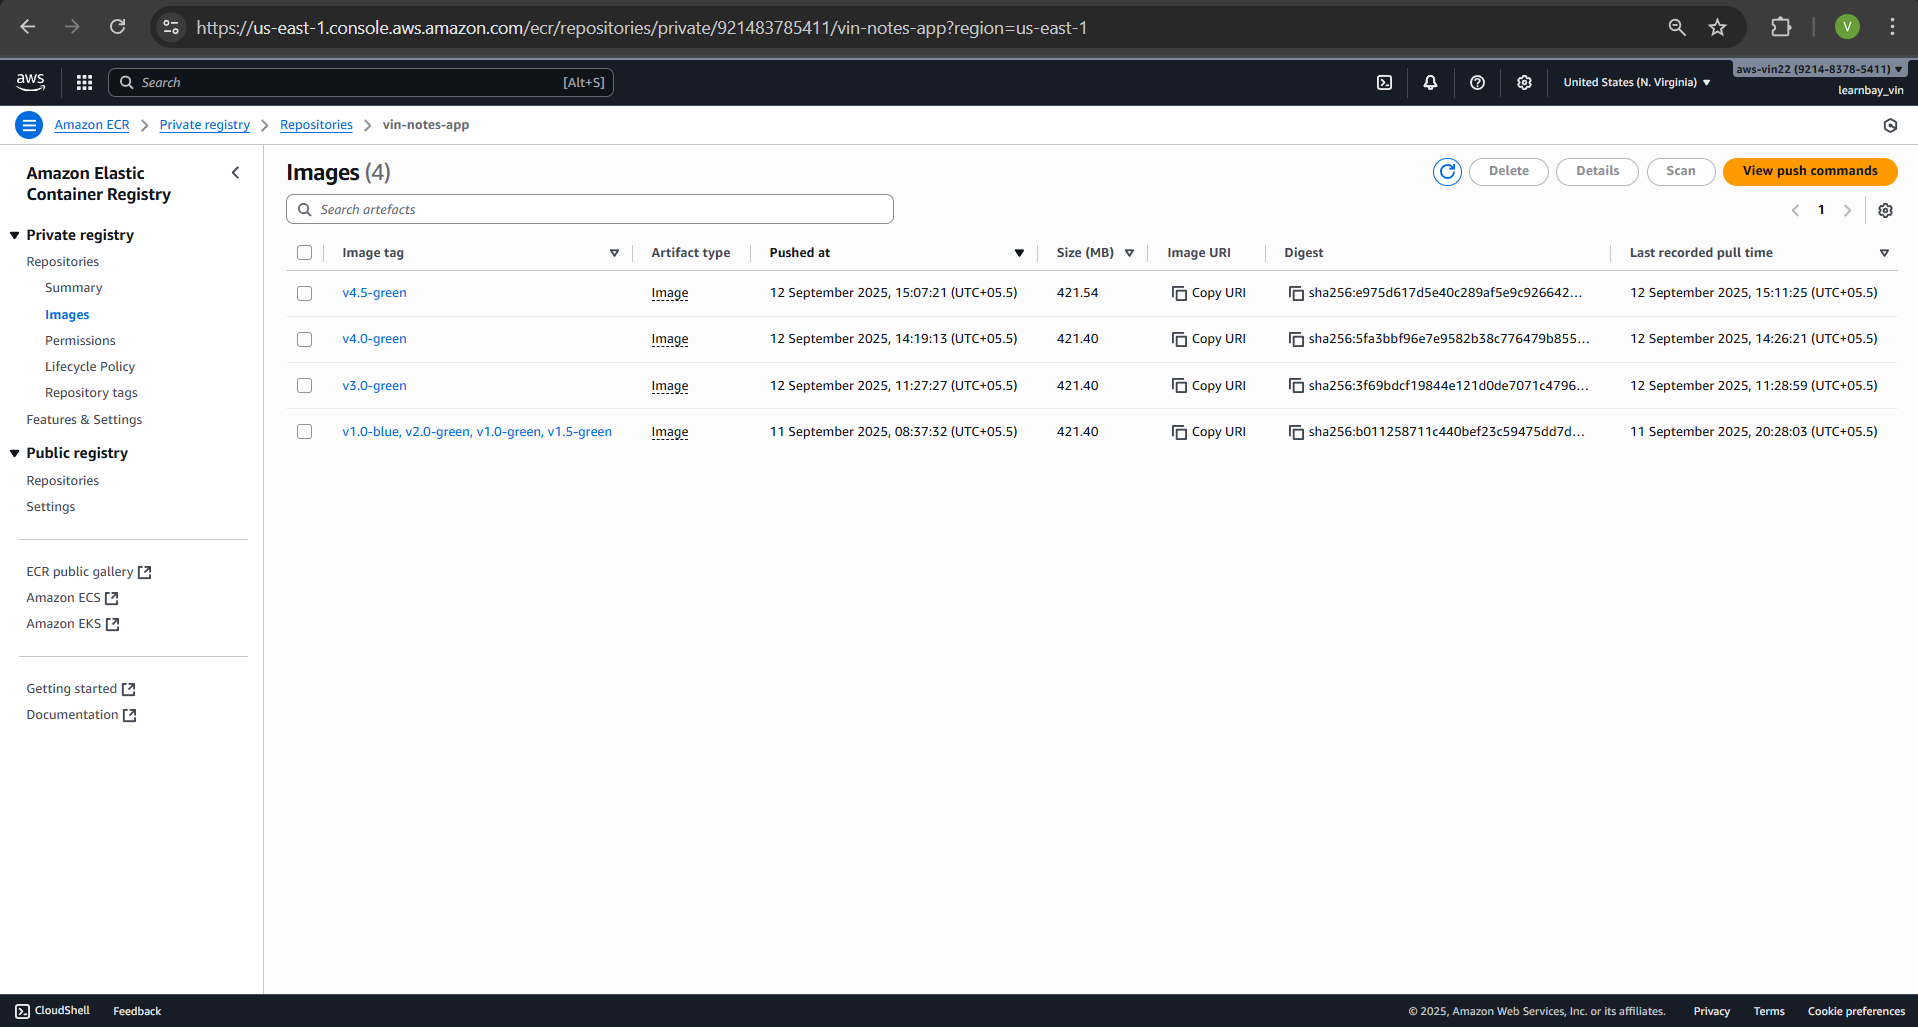 https://us-east-1.console.aws.amazon.com/ecr/repositories/private/921483785411/vin-notes-app?region=us-east-1
V
aws
Search [Alt+S]
United States (N. Virginia)
aws-vin22 (9214-8378-5411)
learnbay_vin
Amazon ECR > Private registry > Repositories > vin-notes-app
Amazon Elastic
Container Registry
Private registry
Repositories
Summary
Images
Permissions
Lifecycle Policy
Repository tags
Features & Settings
Public registry
Repositories
Settings
ECR public gallery
Amazon ECS
Amazon EKS
Getting started
Documentation
Images (4)
Delete Details Scan View push commands
Search artefacts
1
Image tag Artifact type Pushed at Size (MB) Image URI Digest Last recorded pull time
v4.5-green Image 12 September 2025, 15:07:21 (UTC+05.5) 421.54 Copy URI sha256:e975d617d5e40c289af5e9c926642... 12 September 2025, 15:11:25 (UTC+05.5)
v4.0-green Image 12 September 2025, 14:19:13 (UTC+05.5) 421.40 Copy URI sha256:5fa3bbf96e7e9582b38c776479b855... 12 September 2025, 14:26:21 (UTC+05.5)
v3.0-green Image 12 September 2025, 11:27:27 (UTC+05.5) 421.40 Copy URI sha256:3f69bdcf19844e121d0de7071c4796... 12 September 2025, 11:28:59 (UTC+05.5)
v1.0-blue, v2.0-green, v1.0-green, v1.5-green Image 11 September 2025, 08:37:32 (UTC+05.5) 421.40 Copy URI sha256:b011258711c440bef23c59475dd7d... 11 September 2025, 20:28:03 (UTC+05.5)
CloudShell Feedback © 2025, Amazon Web Services, Inc. or its affiliates. Privacy Terms Cookie preferences